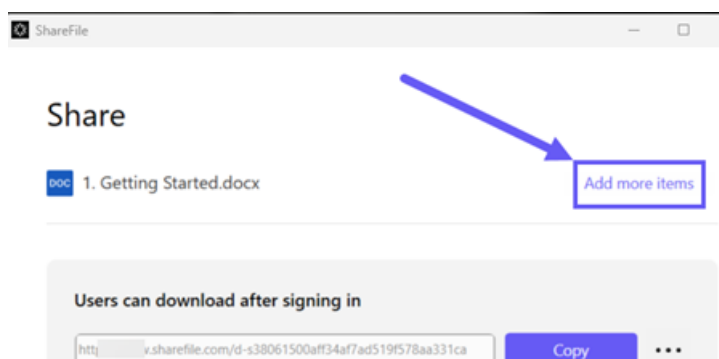 ShareFile
Share
DOC 1. Getting Started.docx Add more items
Users can download after signing in
http v.sharefile.com/d-s38061500aff34af7ad519f578aa331ca Copy